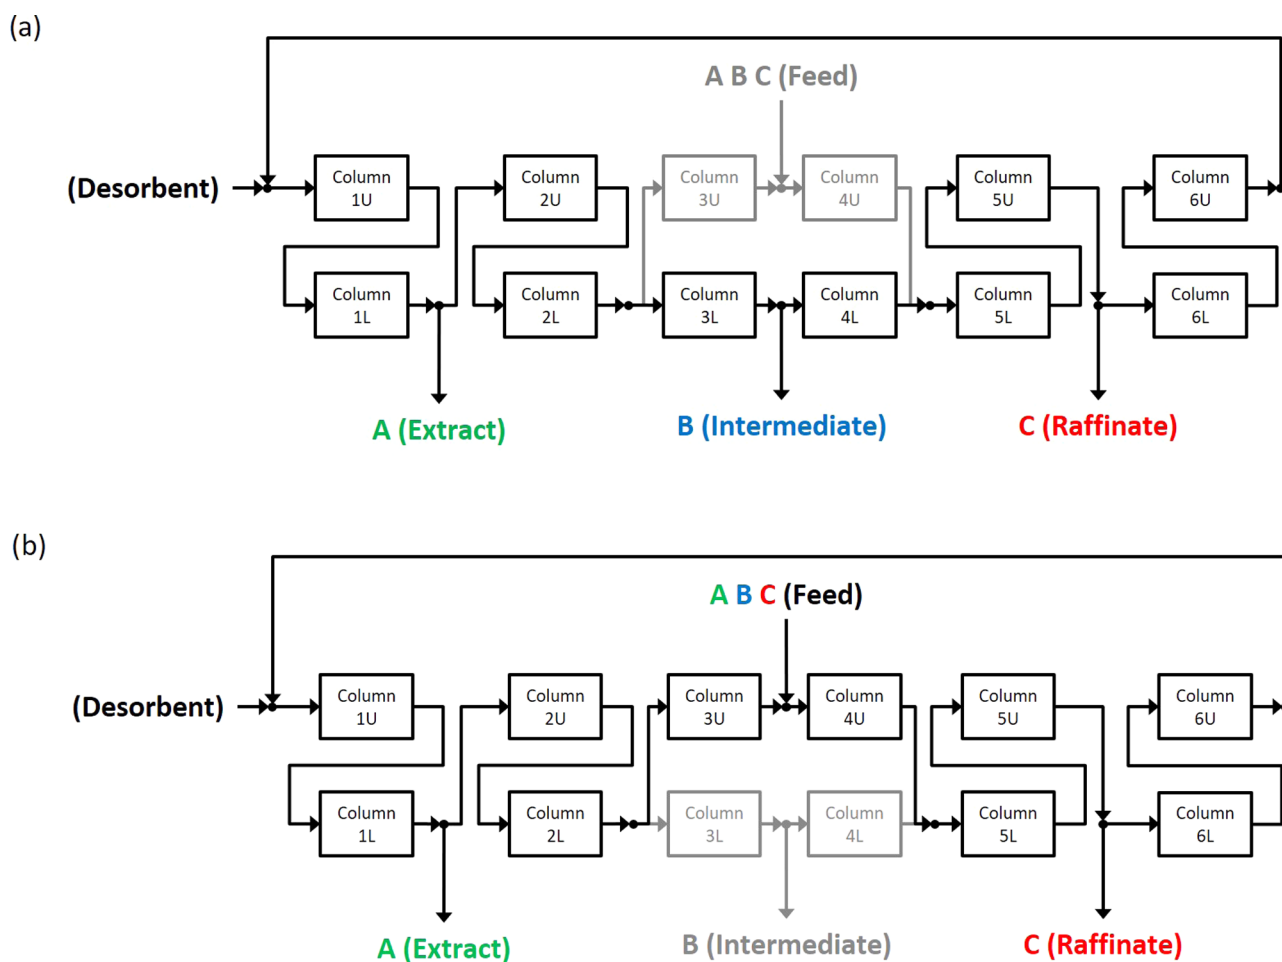 (a)
A B C (Feed)
(Desorbent)
Column
1U
Column
2U
Column
3U
Column
4U
Column
5U
Column
6U
Column
1L
Column
2L
Column
3L
Column
4L
Column
5L
Column
6L
A (Extract)
B (Intermediate)
C (Raffinate)
(b)
A B C (Feed)
(Desorbent)
Column
1U
Column
2U
Column
3U
Column
4U
Column
5U
Column
6U
Column
1L
Column
2L
Column
3L
Column
4L
Column
5L
Column
6L
A (Extract)
B (Intermediate)
C (Raffinate)